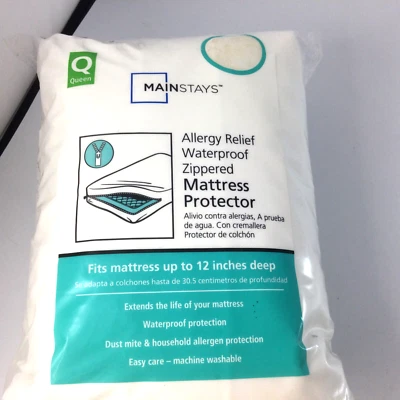 Q
Queen
MAINSTAYS™
Allergy Relief
Waterproof
Zippered
Mattress
Protector
Alivio contra alergias, A prueba
de agua. Con cremallera
Protector de colchón
Fits mattress up to 12 inches deep
Se adapta a colchones hasta de 30.5 centimetros de profundidad
Extends the life of your mattress
Waterproof protection
Dust mite & household allergen protection
Easy care – machine washable